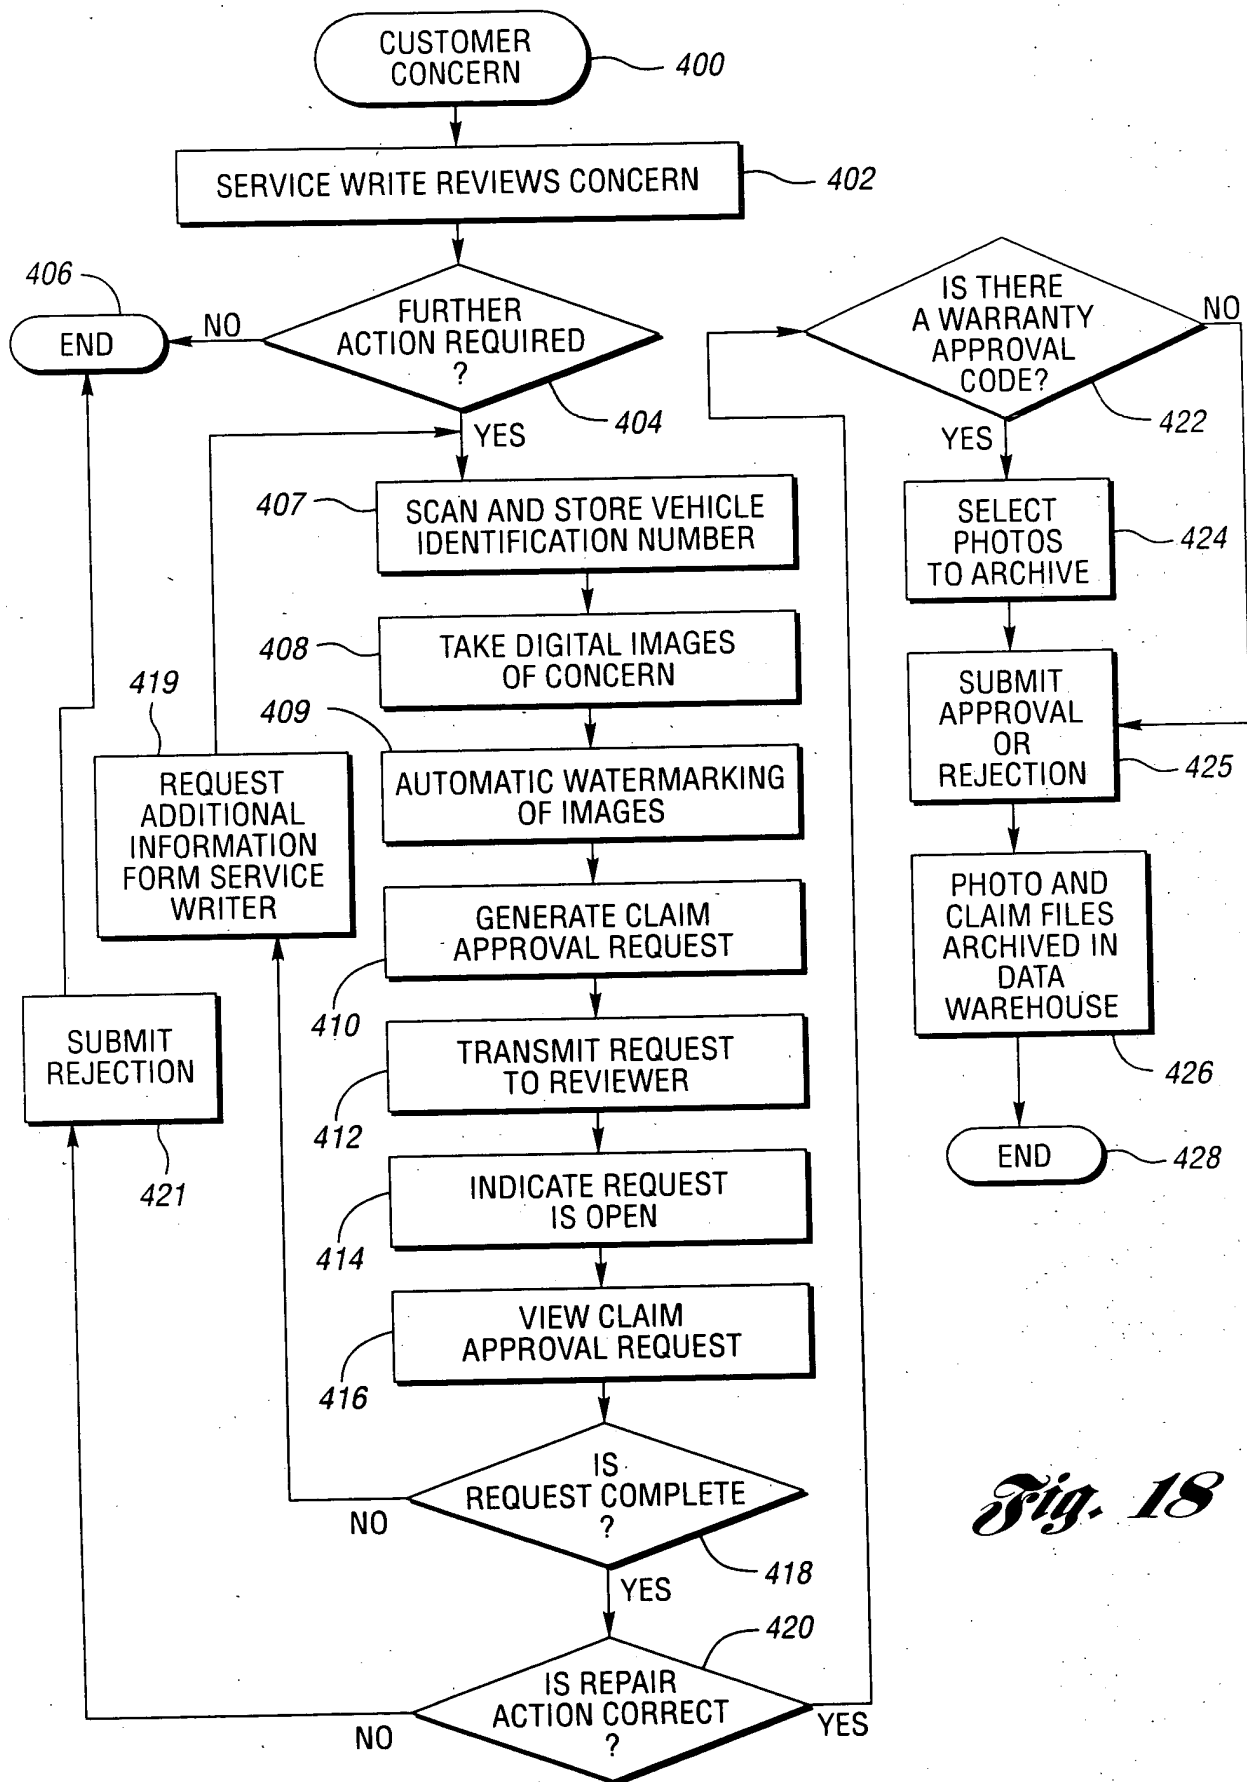 CUSTOMER
CONCERN
400
SERVICE WRITE REVIEWS CONCERN
402
406
END
NO
FURTHER
ACTION REQUIRED
?
404
YES
407
SCAN AND STORE VEHICLE
IDENTIFICATION NUMBER
408
TAKE DIGITAL IMAGES
OF CONCERN
409
AUTOMATIC WATERMARKING
OF IMAGES
419
REQUEST
ADDITIONAL
INFORMATION
FORM SERVICE
WRITER
GENERATE CLAIM
APPROVAL REQUEST
410
SUBMIT
REJECTION
421
TRANSMIT REQUEST
TO REVIEWER
412
INDICATE REQUEST
IS OPEN
414
VIEW CLAIM
APPROVAL REQUEST
416
IS
REQUEST COMPLETE
?
NO
418
YES
420
IS REPAIR
ACTION CORRECT
?
NO
YES
IS THERE
A WARRANTY
APPROVAL
CODE?
NO
422
YES
SELECT
PHOTOS
TO ARCHIVE
424
SUBMIT
APPROVAL
OR
REJECTION
425
PHOTO AND
CLAIM FILES
ARCHIVED IN
DATA
WAREHOUSE
426
END
428
Fig. 18